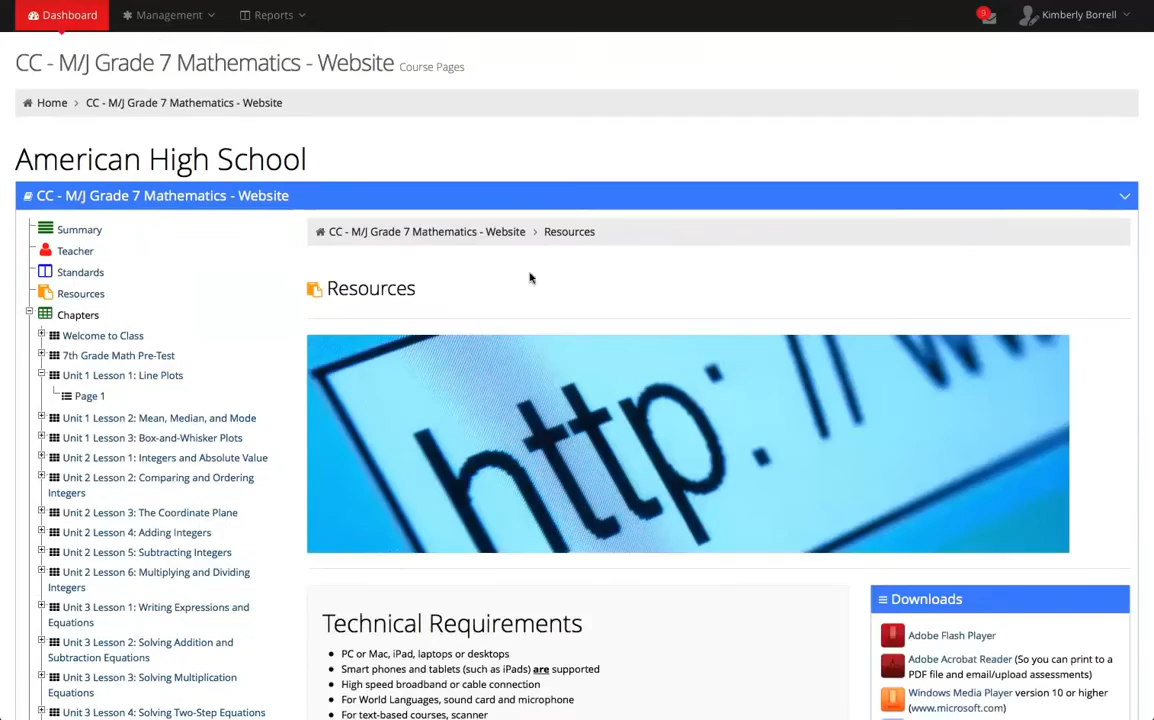 Dashboard Management Reports 9 Kimberly Borrell
CC - M/J Grade 7 Mathematics - Website Course Pages
Home > CC - M/J Grade 7 Mathematics - Website
American High School
CC - M/J Grade 7 Mathematics - Website
Summary
Teacher
Standards
Resources
Chapters
Welcome to Class
7th Grade Math Pre-Test
Unit 1 Lesson 1: Line Plots
Page 1
Unit 1 Lesson 2: Mean, Median, and Mode
Unit 1 Lesson 3: Box-and-Whisker Plots
Unit 2 Lesson 1: Integers and Absolute Value
Unit 2 Lesson 2: Comparing and Ordering
Integers
Unit 2 Lesson 3: The Coordinate Plane
Unit 2 Lesson 4: Adding Integers
Unit 2 Lesson 5: Subtracting Integers
Unit 2 Lesson 6: Multiplying and Dividing
Integers
Unit 3 Lesson 1: Writing Expressions and
Equations
Unit 3 Lesson 2: Solving Addition and
Subtraction Equations
Unit 3 Lesson 3: Solving Multiplication
Equations
Unit 3 Lesson 4: Solving Two-Step Equations
CC - M/J Grade 7 Mathematics - Website > Resources
Resources
http://ww
Technical Requirements
PC or Mac, iPad, laptops or desktops
Smart phones and tablets (such as iPads) are supported
High speed broadband or cable connection
For World Languages, sound card and microphone
For text-based courses, scanner
Downloads
Adobe Flash Player
Adobe Acrobat Reader (So you can print to a
PDF file and email/upload assessments)
Windows Media Player version 10 or higher
(www.microsoft.com)